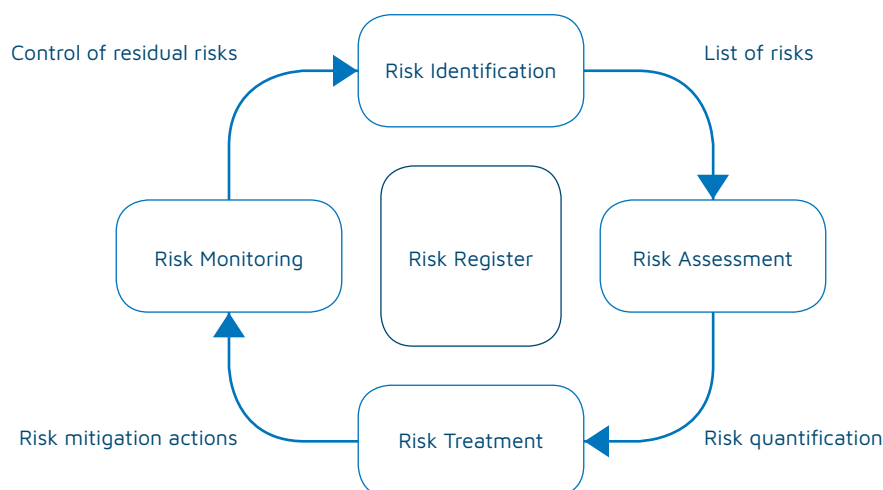 Control of residual risks
Risk Identification
List of risks
Risk Monitoring
Risk Register
Risk Assessment
Risk mitigation actions
Risk Treatment
Risk quantification